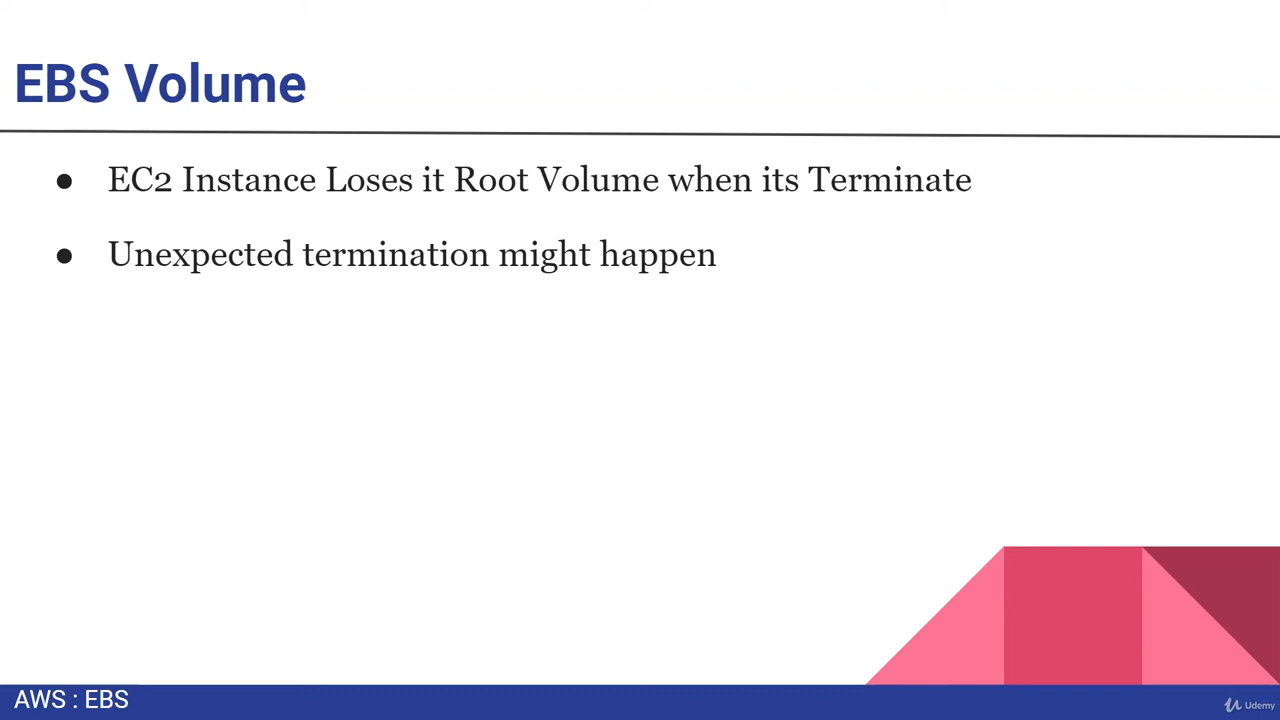 EBS Volume
● EC2 Instance Loses it Root Volume when its Terminate
● Unexpected termination might happen
AWS : EBS
Udemy